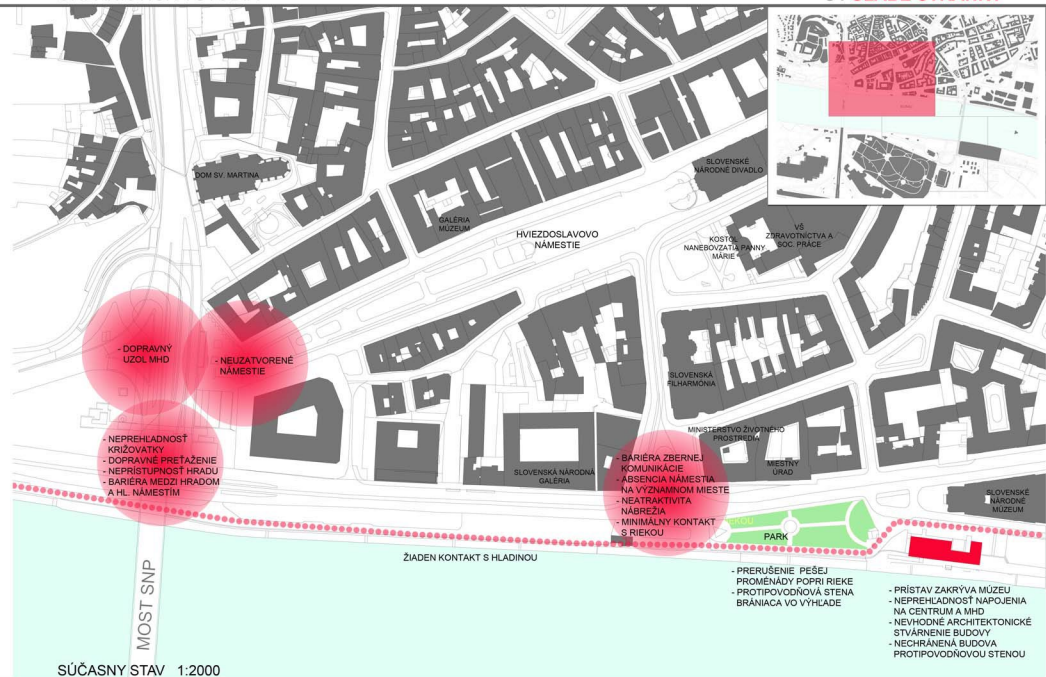 DOM SV. MARTINA
GALÉRIA
MÚZEUM
HVIEZDOSLAVOVO
NÁMESTIE
SLOVENSKÉ
NÁRODNÉ DIVADLO
KOSTOL
NANEBOVZATIA PANNY
MÁRIE
VŠ
ZDRAVOTNÍCTVA A
SOC. PRÁCE
- DOPRAVNÝ
UZOL MHD
- NEUZATVORENÉ
NÁMESTIE
SLOVENSKÁ
FILHARMÓNIA
- NEPREHĽADNOSŤ
KRIŽOVATKY
- DOPRAVNÉ PREŤAŽENIE
- NEPRÍSTUPNOSŤ HRADU
- BARIÉRA MEDZI HRADOM
A HL. NÁMESTÍM
SLOVENSKÁ NÁRODNÁ
GALÉRIA
- BARIÉRA ZBERNEJ
KOMUNIKÁCIE
- ABSENCIA NÁMESTIA
NA VÝZNAMNOM MIESTE
- NEATRAKTIVITA
NÁBREŽIA
- MINIMÁLNY KONTAKT
S RIEKOU
MINISTERSTVO ŽIVOTNÉHO
PROSTREDIA
MIESTNY
ÚRAD
SLOVENSKÉ
NÁRODNÉ
MÚZEUM
PARK
ŽIADEN KONTAKT S HLADINOU
- PRERUŠENIE PEŠEJ
PROMENÁDY POPRI RIEKE
- PROTIPOVODŇOVÁ STENA
BRÁNIACA VO VÝHĽADE
- PRÍSTAV ZAKRÝVA MÚZEU
- NEPREHĽADNOSŤ NAPOJENIA
NA CENTRUM A MHD
- NEVHODNÉ ARCHITEKTONICKÉ
STVÁRNENIE BUDOVY
- NECHRÁNENÁ BUDOVA
PROTIPOVODŇOVOU STENOU
MOST SNP
SÚČASNY STAV 1:2000